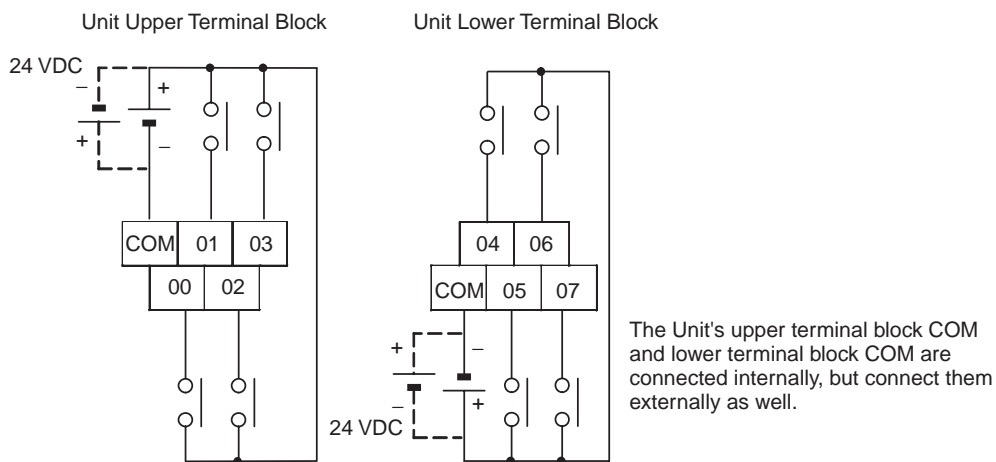 Unit Upper Terminal Block
24 VDC
− +
+ −
COM 01 03
00 02
Unit Lower Terminal Block
04 06
COM 05 07
+ −
− +
24 VDC
The Unit's upper terminal block COM
and lower terminal block COM are
connected internally, but connect them
externally as well.